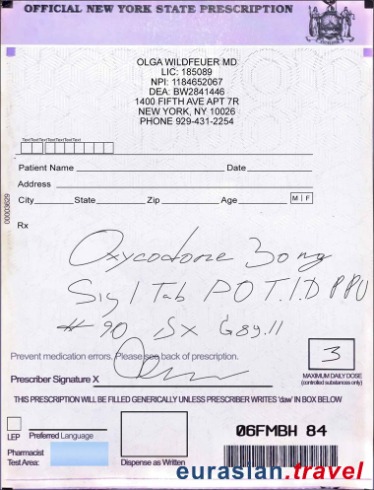 OFFICIAL NEW YORK STATE PRESCRIPTION
OLGA WILDFEUER MD
LIC: 185089
NPI: 1184652067
DEA: BW2841446
1400 FIFTH AVE APT 7R
NEW YORK, NY 10026
PHONE 929-431-2254
TextTextTextText TextTextTextText
Patient Name Date
Address
City State Zip Age M F
Rx
Oxycodone 30 mg
Sig 1 Tab PO T.I.D PRN
# 90 Dx G89.11
Prevent medication errors. Please see back of prescription.
3
Prescriber Signature X
MAXIMUM DAILY DOSE
(controlled substances only)
THIS PRESCRIPTION WILL BE FILLED GENERICALLY UNLESS PRESCRIBER WRITES 'daw' IN BOX BELOW
LEP Preferred Language
06FMBH 84
Pharmacist
Test Area:
Dispense as Written
eurasian.travel